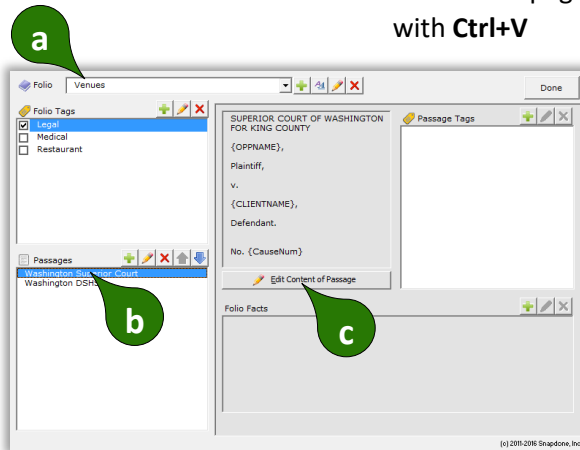 with Ctrl+V
a
Folio Venues Done
Folio Tags
Legal
Medical
Restaurant
SUPERIOR COURT OF WASHINGTON
FOR KING COUNTY
{OPPNAME},
Plaintiff,
v.
{CLIENTNAME},
Defendant.
No. {CauseNum}
Passage Tags
Passages
Washington Superior Court
Washington
b
Edit Content of Passage
c
Folio Facts
(c) 2011-2016 Snapdone, Inc